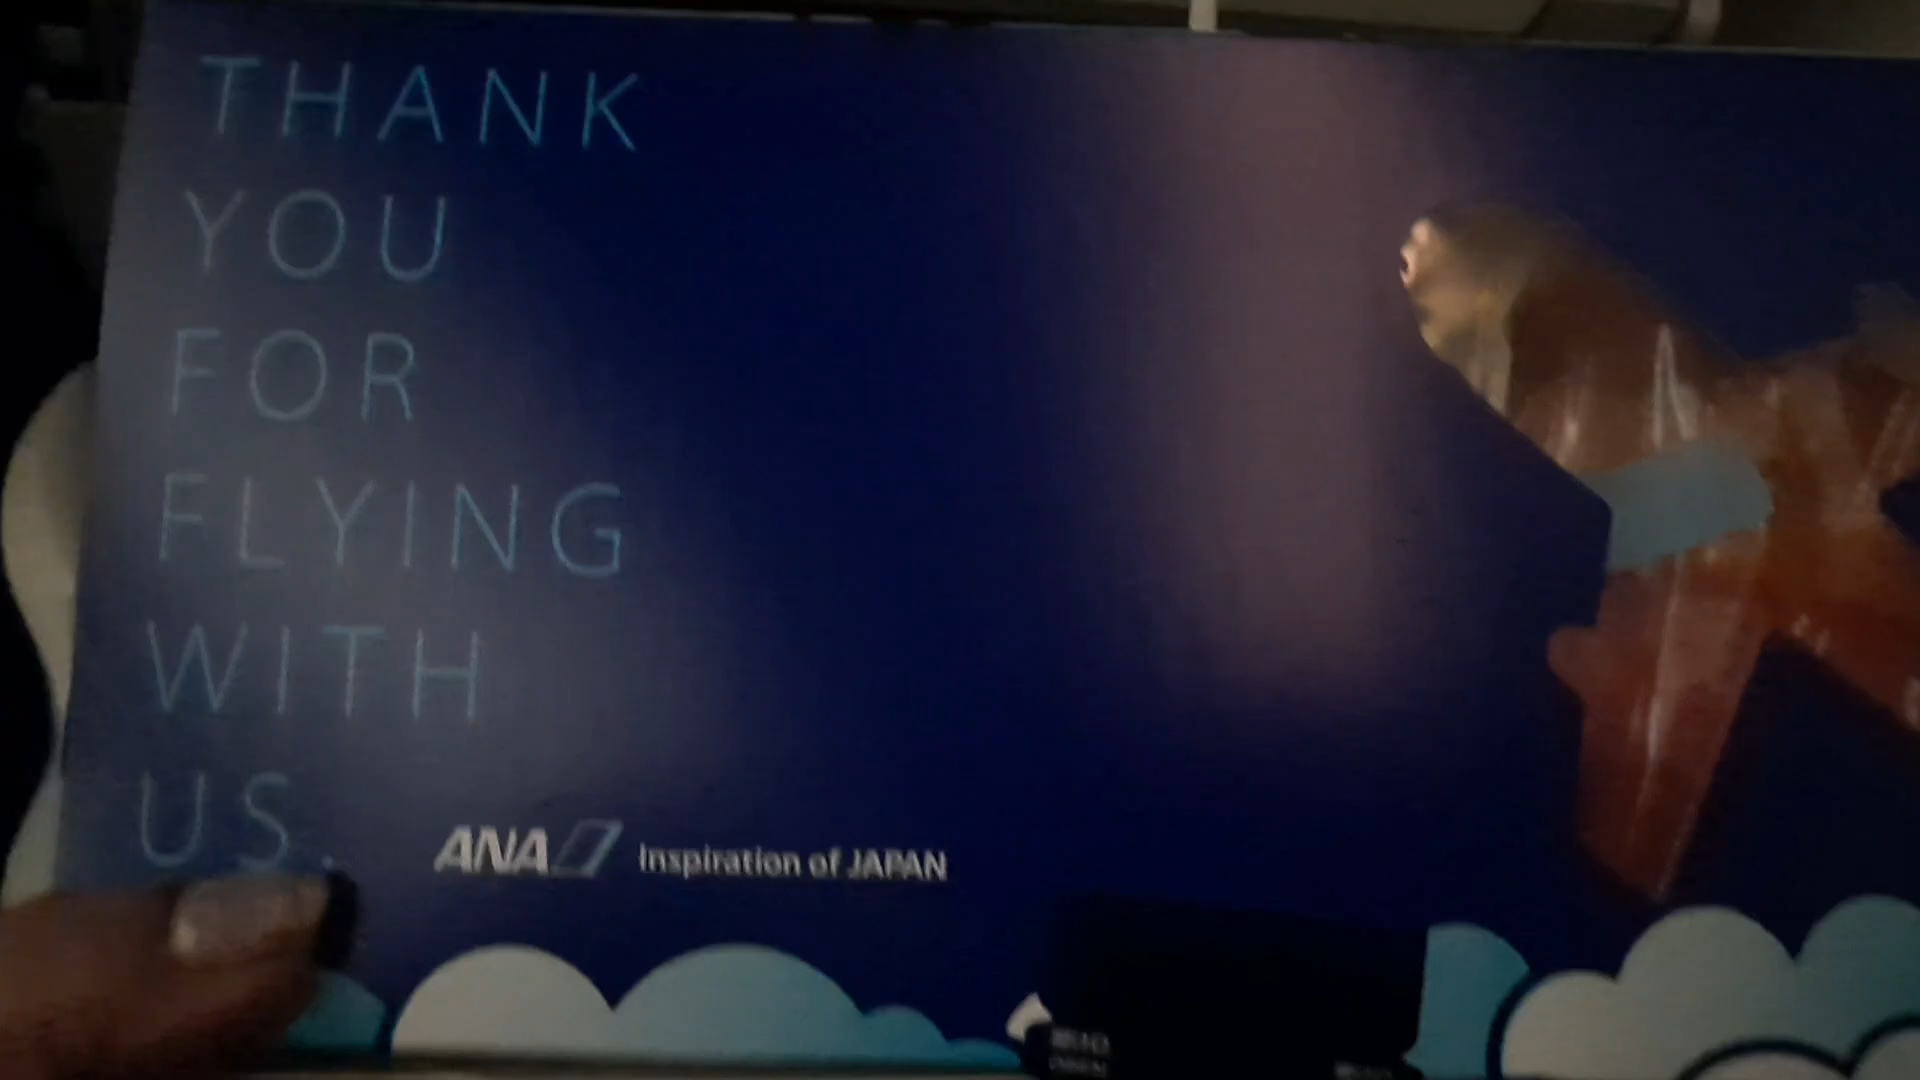 THANK
YOU
FOR
FLYING
WITH
US.
ANA Inspiration of JAPAN